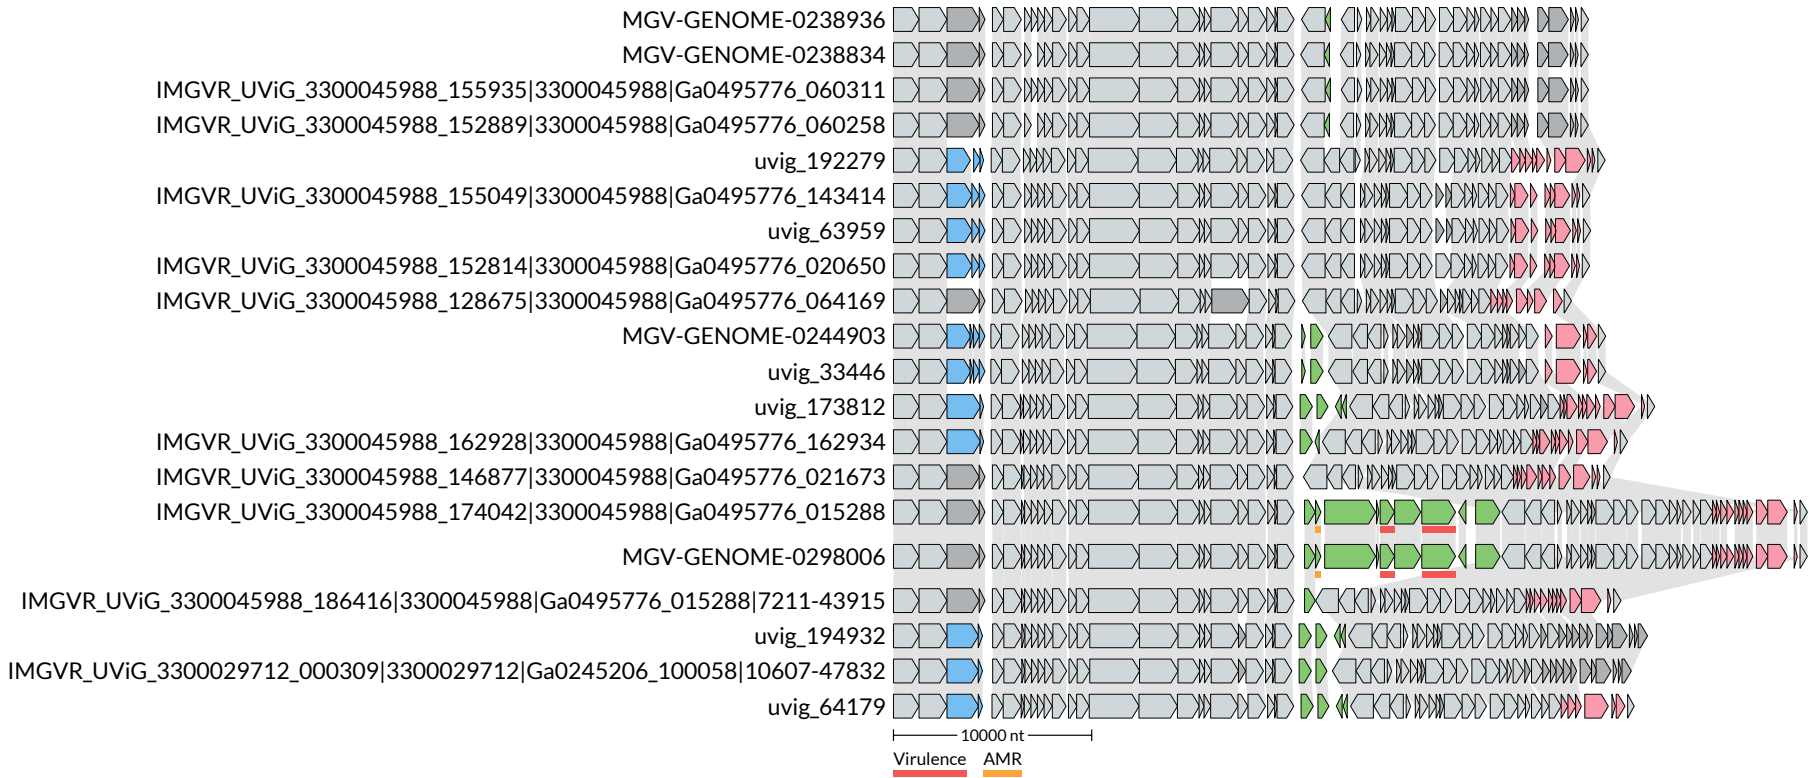 MGV-GENOME-0238936
MGV-GENOME-0238834
IMGVR_UViG_3300045988_155935|3300045988|Ga0495776_060311
IMGVR_UViG_3300045988_152889|3300045988|Ga0495776_060258
uvig_192279
IMGVR_UViG_3300045988_155049|3300045988|Ga0495776_143414
uvig_63959
IMGVR_UViG_3300045988_152814|3300045988|Ga0495776_020650
IMGVR_UViG_3300045988_128675|3300045988|Ga0495776_064169
MGV-GENOME-0244903
uvig_33446
uvig_173812
IMGVR_UViG_3300045988_162928|3300045988|Ga0495776_162934
IMGVR_UViG_3300045988_146877|3300045988|Ga0495776_021673
IMGVR_UViG_3300045988_174042|3300045988|Ga0495776_015288
MGV-GENOME-0298006
IMGVR_UViG_3300045988_186416|3300045988|Ga0495776_015288|7211-43915
uvig_194932
IMGVR_UViG_3300029712_000309|3300029712|Ga0245206_100058|10607-47832
uvig_64179
10000 nt
Virulence AMR